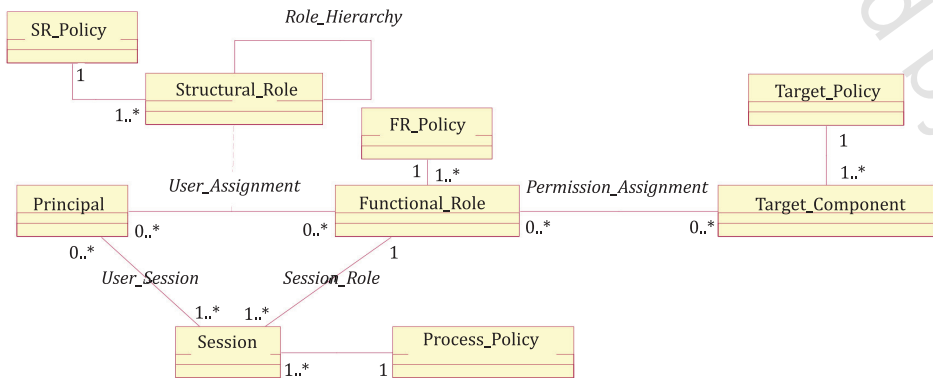 Role_Hierarchy
SR_Policy
1
Structural_Role
1..*
Target_Policy
FR_Policy
1
1 1..*
1..*
User_Assignment
Permission_Assignment
Principal
Functional_Role
Target_Component
0..* 0..* 0..* 0..*
0..* 1
User_Session Session_Role
1..* 1..*
Session
Process_Policy
1..* 1